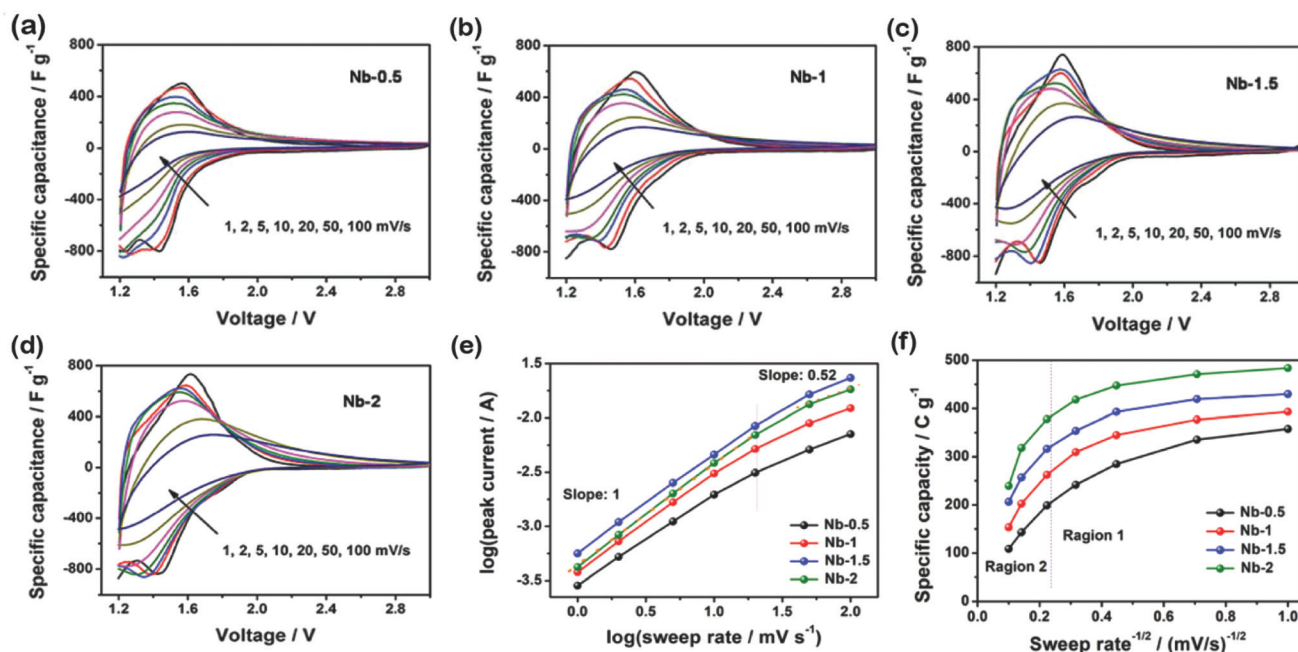 (a)
800
400
0
-400
-800
Specific capacitance / F g⁻¹
Nb-0.5
1, 2, 5, 10, 20, 50, 100 mV/s
1.2 1.6 2.0 2.4 2.8
Voltage / V
(b)
800
400
0
-400
-800
Specific capacitance / F g⁻¹
Nb-1
1, 2, 5, 10, 20, 50, 100 mV/s
1.2 1.6 2.0 2.4 2.8
Voltage / V
(c)
800
400
0
-400
-800
Specific capacitance / F g⁻¹
Nb-1.5
1, 2, 5, 10, 20, 50, 100 mV/s
1.2 1.6 2.0 2.4 2.8
Voltage / V
(d)
800
400
0
-400
-800
Specific capacitance / F g⁻¹
Nb-2
1, 2, 5, 10, 20, 50, 100 mV/s
1.2 1.6 2.0 2.4 2.8
Voltage / V
(e)
1.5
-2.0
-2.5
-3.0
-3.5
log(peak current / A)
Slope: 0.52
Slope: 1
Nb-0.5
Nb-1
Nb-1.5
Nb-2
0.0 0.5 1.0 1.5 2.0
log(sweep rate / mV s⁻¹)
(f)
500
400
300
200
100
0
Specific capacity / C g⁻¹
Ragion 1
Ragion 2
Nb-0.5
Nb-1
Nb-1.5
Nb-2
0.0 0.2 0.4 0.6 0.8 1.0
Sweep rate⁻¹/² / (mV/s)⁻¹/²